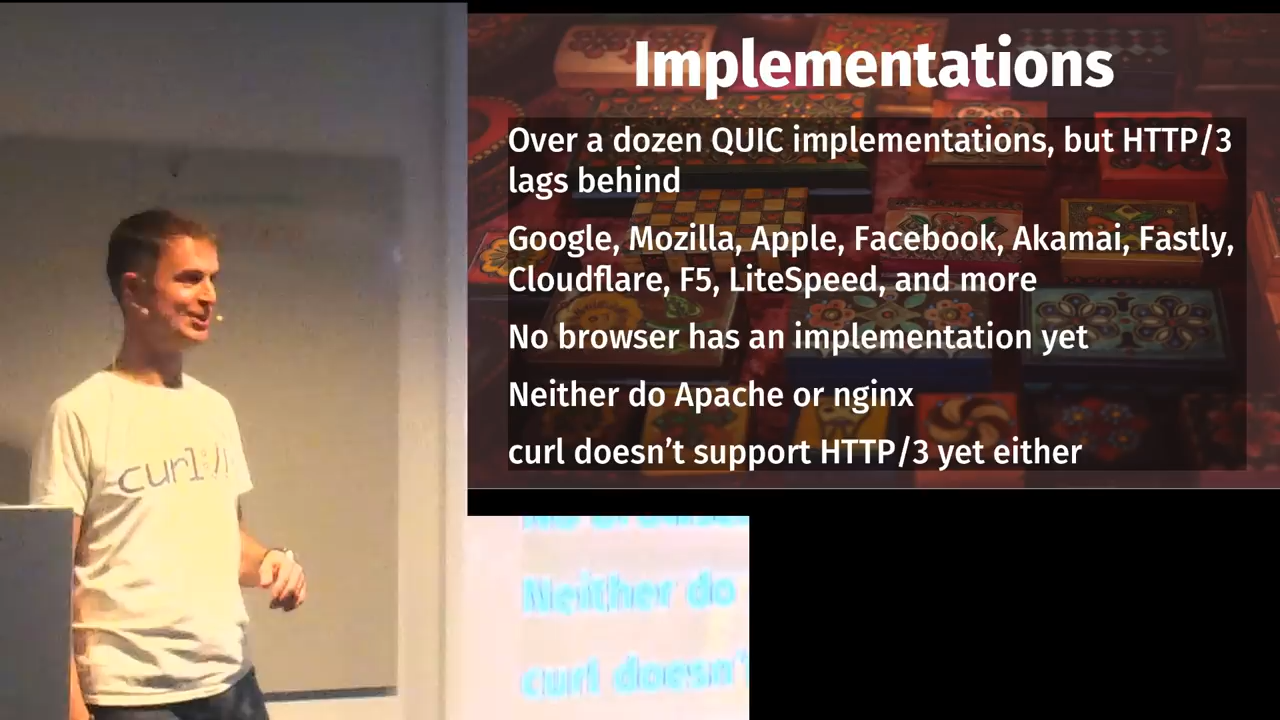 Implementations
Over a dozen QUIC implementations, but HTTP/3
lags behind
Google, Mozilla, Apple, Facebook, Akamai, Fastly,
Cloudflare, F5, LiteSpeed, and more
No browser has an implementation yet
Neither do Apache or nginx
curl doesn’t support HTTP/3 yet either
curl://
Neither do
curl doesn’t